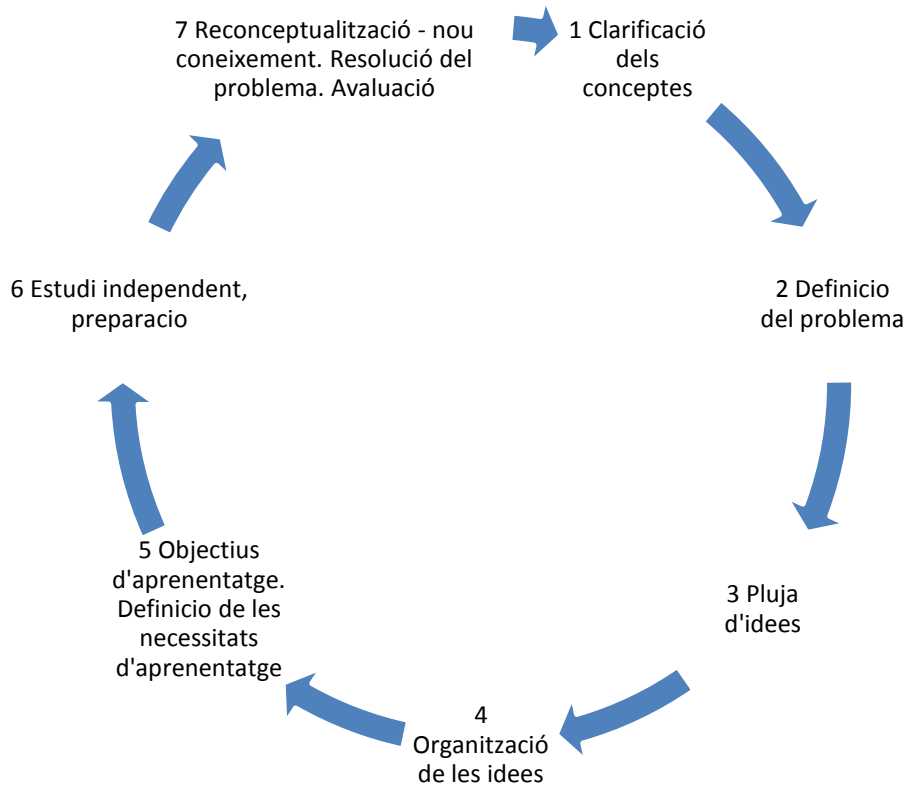 7 Reconceptualització - nou
coneixement. Resolució del
problema. Avaluació
1 Clarificació
dels
conceptes
2 Definicio
del problema
3 Pluja
d'idees
4
Organització
de les idees
5 Objectius
d'aprenentatge.
Definicio de les
necessitats
d'aprenentatge
6 Estudi independent,
preparacio